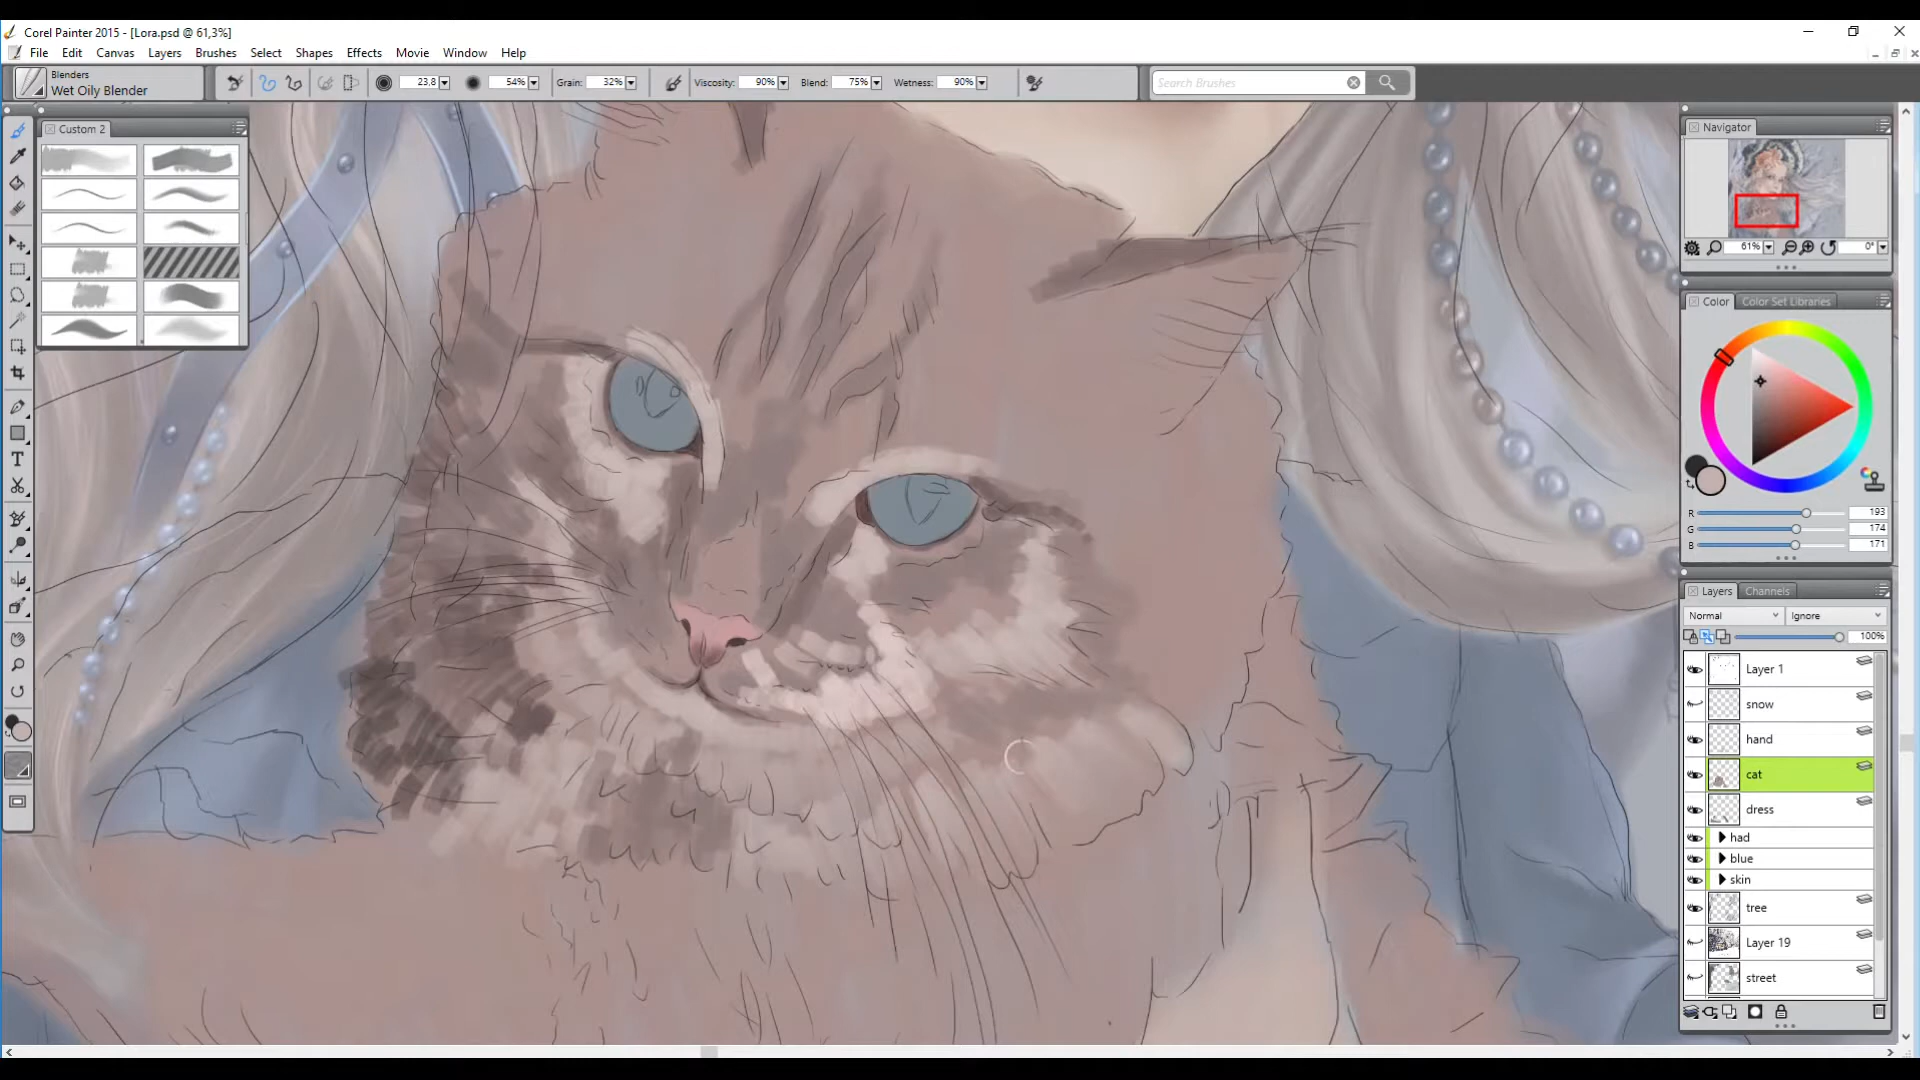 Corel Painter 2015 - [Lora.psd @ 61,3%]
File Edit Canvas Layers Brushes Select Shapes Effects Movie Window Help
Blenders
Wet Oily Blender
23,8 54% Grain: 32% Viscosity: 90% Blend: 75% Wetness: 90% Search Brushes
Custom 2
Navigator
61% 0°
Color Color Set Libraries
R 193
G 174
B 171
Layers Channels
Normal Ignore
100%
Layer 1
snow
hand
cat
dress
had
blue
skin
tree
Layer 19
street
T